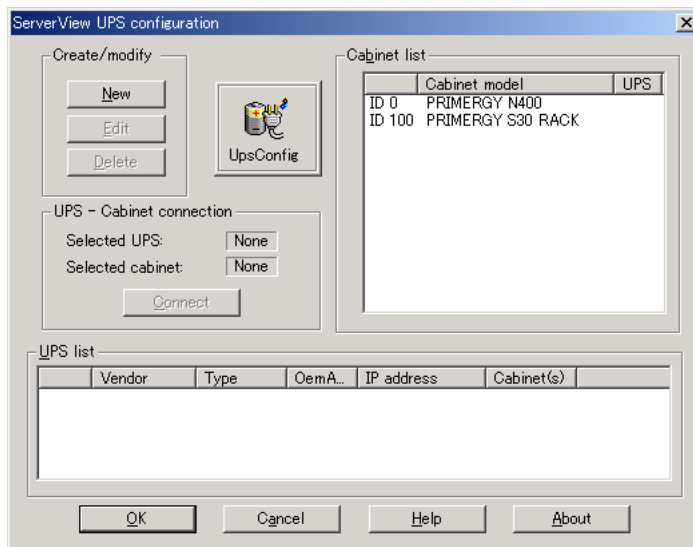 ServerView UPS configuration
Create/modify
New
Edit
Delete
UpsConfig
Cabinet list
Cabinet model UPS
ID 0 PRIMERGY N400
ID 100 PRIMERGY S30 RACK
UPS - Cabinet connection
Selected UPS: None
Selected cabinet: None
Connect
UPS list
Vendor Type OemA... IP address Cabinet(s)
OK Cancel Help About